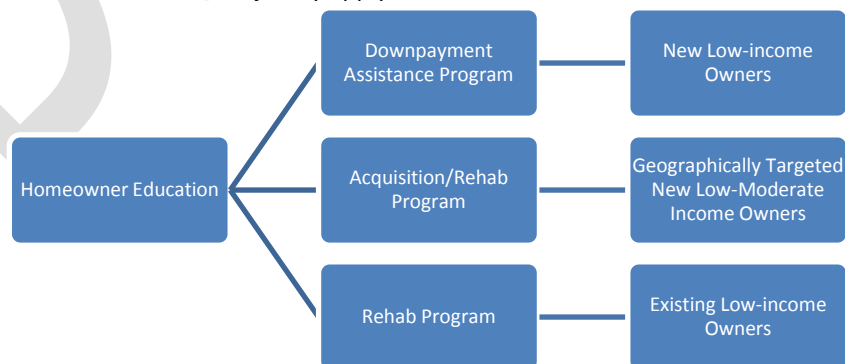 Downpayment
Assistance Program
New Low-income
Owners
Homeowner Education
Acquisition/Rehab
Program
Geographically Targeted
New Low-Moderate
Income Owners
Rehab Program
Existing Low-income
Owners